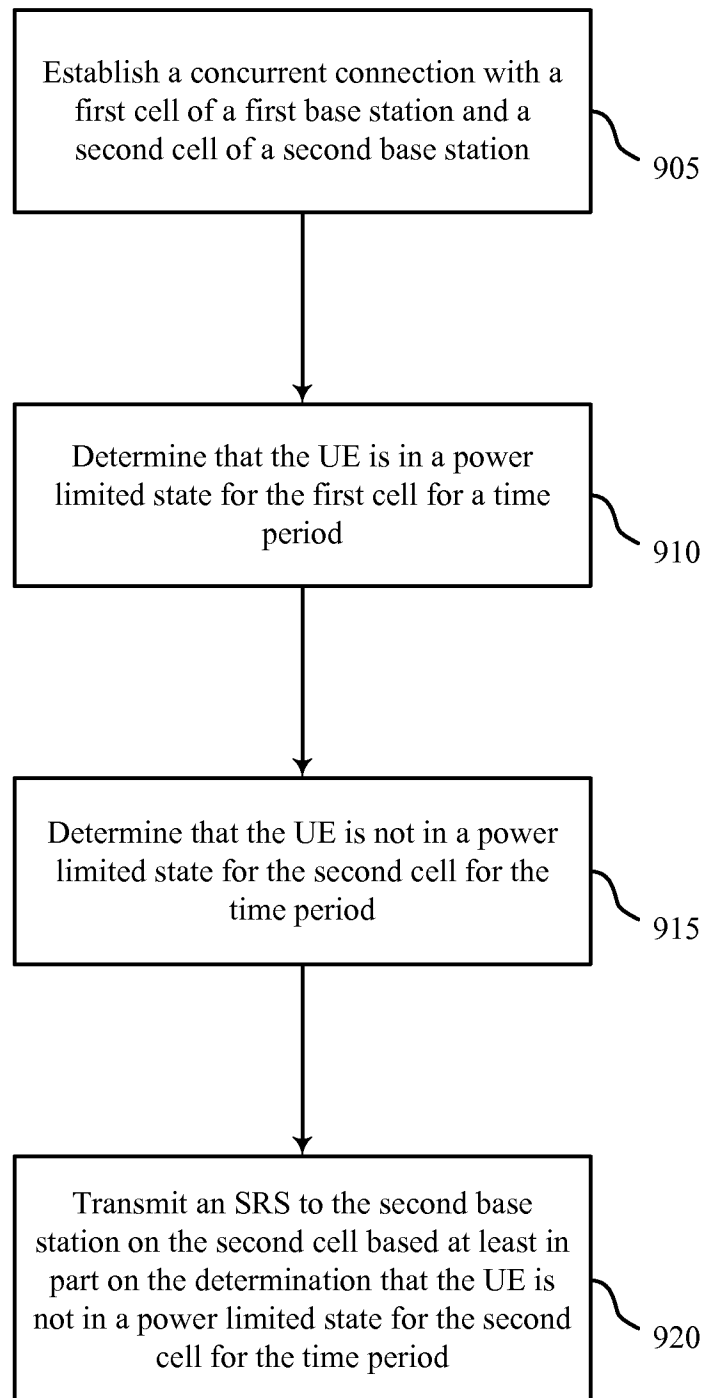 Establish a concurrent connection with a
first cell of a first base station and a
second cell of a second base station
905
Determine that the UE is in a power
limited state for the first cell for a time
period
910
Determine that the UE is not in a power
limited state for the second cell for the
time period
915
Transmit an SRS to the second base
station on the second cell based at least in
part on the determination that the UE is
not in a power limited state for the second
cell for the time period
920